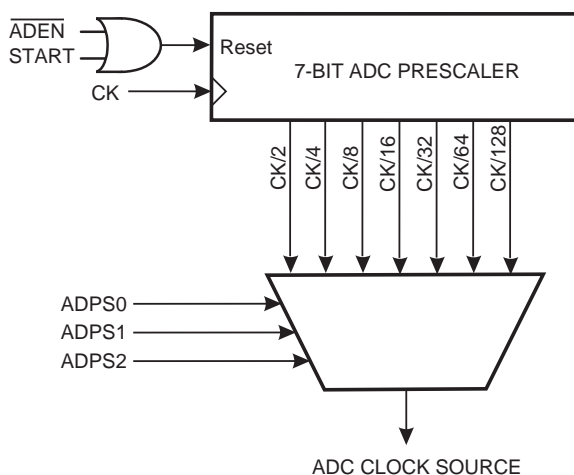 A̅D̅E̅N̅
START
Reset
7-BIT ADC PRESCALER
CK
CK/2
CK/4
CK/8
CK/16
CK/32
CK/64
CK/128
ADPS0
ADPS1
ADPS2
ADC CLOCK SOURCE